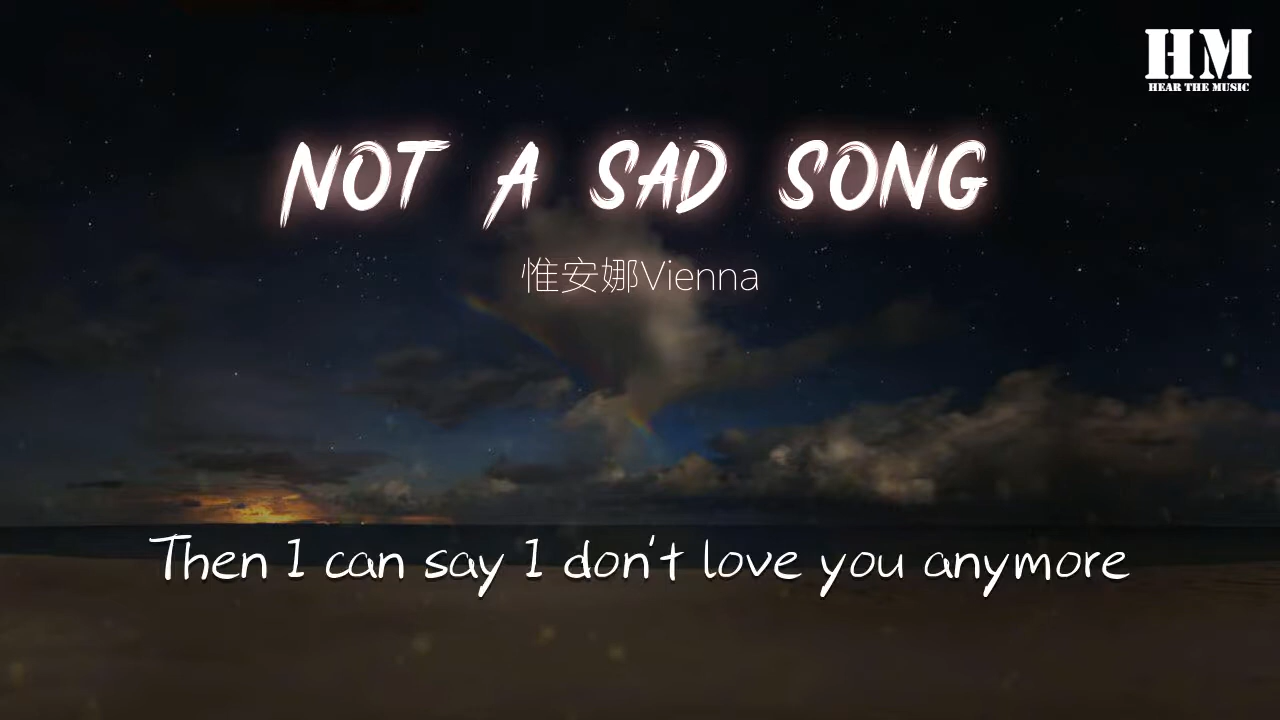 HM
HEAR THE MUSIC
NOT A SAD SONG
惟安娜Vienna
Then I can say I don't love you anymore